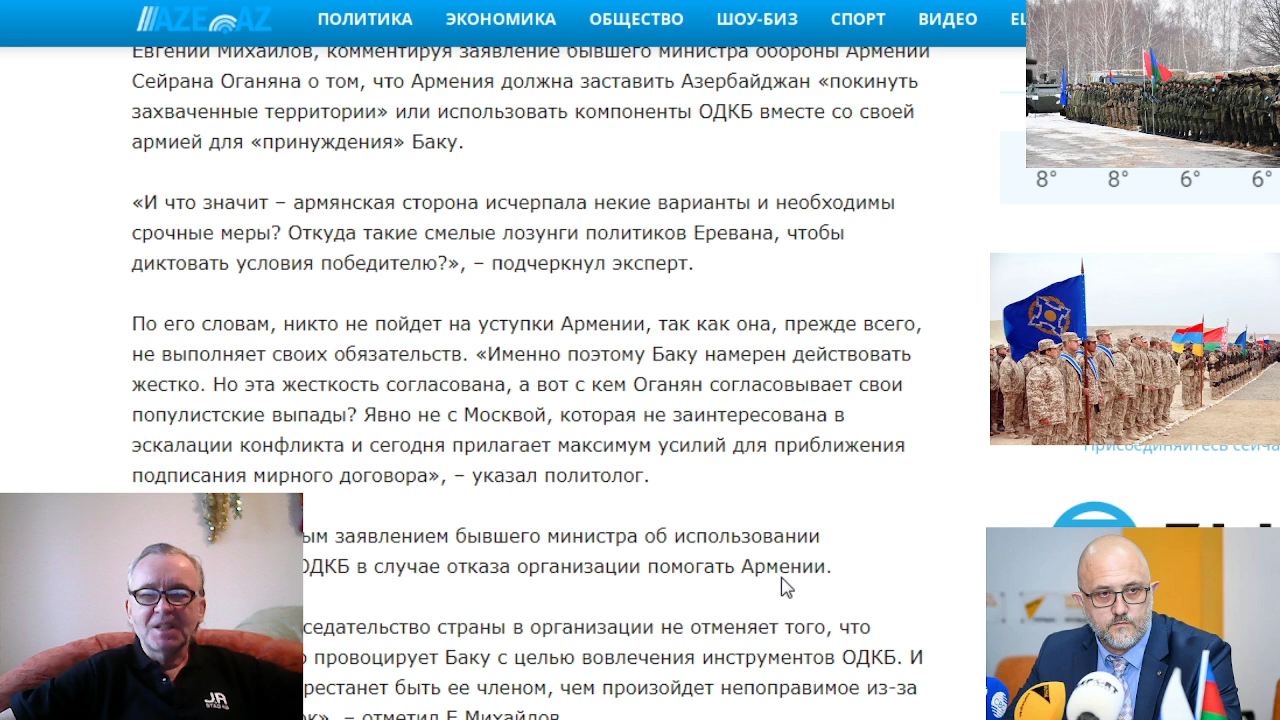 AZE AZ
ПОЛИТИКА ЭКОНОМИКА ОБЩЕСТВО ШОУ-БИЗ СПОРТ ВИДЕО
Евгений Михайлов, комментируя заявление бывшего министра обороны Армении
Сейрана Оганяна о том, что Армения должна заставить Азербайджан «покинуть
захваченные территории» или использовать компоненты ОДКБ вместе со своей
армией для «принуждения» Баку.
8° 8° 6° 6°
«И что значит – армянская сторона исчерпала некие варианты и необходимы
срочные меры? Откуда такие смелые лозунги политиков Еревана, чтобы
диктовать условия победителю?», – подчеркнул эксперт.
По его словам, никто не пойдет на уступки Армении, так как она, прежде всего,
не выполняет своих обязательств. «Именно поэтому Баку намерен действовать
жестко. Но эта жесткость согласована, а вот с кем Оганян согласовывает свои
популистские выпады? Явно не с Москвой, которая не заинтересована в
эскалации конфликта и сегодня прилагает максимум усилий для приближения
подписания мирного договора», – указал политолог.
Присоединяйтесь сейча
ым заявлением бывшего министра об использовании
ОДКБ в случае отказа организации помогать Армении.
седательство страны в организации не отменяет того, что
о провоцирует Баку с целью вовлечения инструментов ОДКБ. И
рестанет быть ее членом, чем произойдет непоправимое из-за
ок», – отметил Е.Михайлов
JA